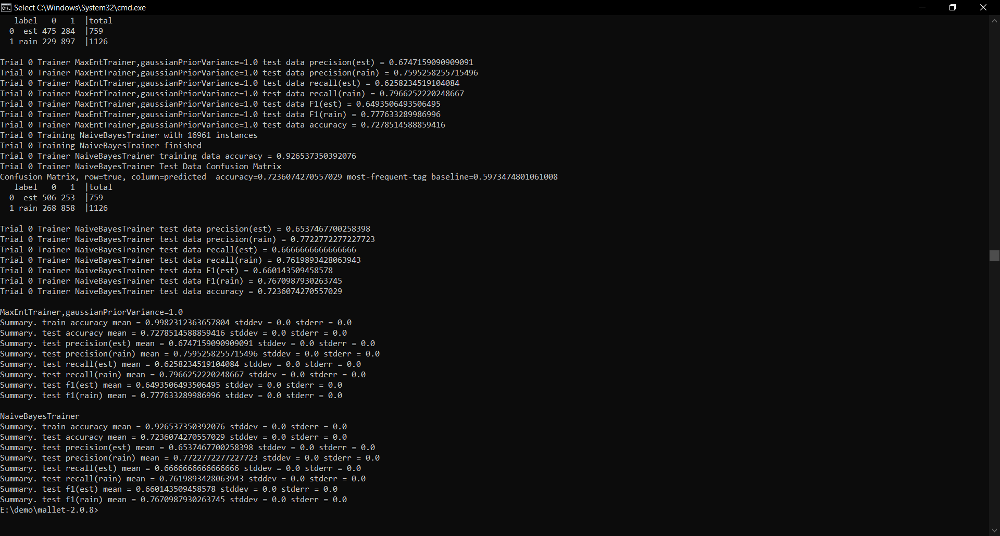 Select C:\Windows\System32\cmd.exe
label 0 1 |total
0 est 475 284 |759
1 rain 229 897 |1126
Trial 0 Trainer MaxEntTrainer,gaussianPriorVariance=1.0 test data precision(est) = 0.6747159090909091
Trial 0 Trainer MaxEntTrainer,gaussianPriorVariance=1.0 test data precision(rain) = 0.7595258255715496
Trial 0 Trainer MaxEntTrainer,gaussianPriorVariance=1.0 test data recall(est) = 0.6258234519104084
Trial 0 Trainer MaxEntTrainer,gaussianPriorVariance=1.0 test data recall(rain) = 0.7966252220248667
Trial 0 Trainer MaxEntTrainer,gaussianPriorVariance=1.0 test data F1(est) = 0.6493506493506495
Trial 0 Trainer MaxEntTrainer,gaussianPriorVariance=1.0 test data F1(rain) = 0.777633289986996
Trial 0 Trainer MaxEntTrainer,gaussianPriorVariance=1.0 test data accuracy = 0.7278514588859416
Trial 0 Training NaiveBayesTrainer with 16961 instances
Trial 0 Training NaiveBayesTrainer finished
Trial 0 Trainer NaiveBayesTrainer training data accuracy = 0.926537350392076
Trial 0 Trainer NaiveBayesTrainer Test Data Confusion Matrix
Confusion Matrix, row=true, column=predicted  accuracy=0.7236074270557029 most-frequent-tag baseline=0.5973474801061008
label 0 1 |total
0 est 506 253 |759
1 rain 268 858 |1126
Trial 0 Trainer NaiveBayesTrainer test data precision(est) = 0.6537467700258398
Trial 0 Trainer NaiveBayesTrainer test data precision(rain) = 0.7722772277227723
Trial 0 Trainer NaiveBayesTrainer test data recall(est) = 0.6666666666666666
Trial 0 Trainer NaiveBayesTrainer test data recall(rain) = 0.7619893428063943
Trial 0 Trainer NaiveBayesTrainer test data F1(est) = 0.660143509458578
Trial 0 Trainer NaiveBayesTrainer test data F1(rain) = 0.7670987930263745
Trial 0 Trainer NaiveBayesTrainer test data accuracy = 0.7236074270557029
MaxEntTrainer,gaussianPriorVariance=1.0
Summary. train accuracy mean = 0.9982312363657804 stddev = 0.0 stderr = 0.0
Summary. test accuracy mean = 0.7278514588859416 stddev = 0.0 stderr = 0.0
Summary. test precision(est) mean = 0.6747159090909091 stddev = 0.0 stderr = 0.0
Summary. test precision(rain) mean = 0.7595258255715496 stddev = 0.0 stderr = 0.0
Summary. test recall(est) mean = 0.6258234519104084 stddev = 0.0 stderr = 0.0
Summary. test recall(rain) mean = 0.7966252220248667 stddev = 0.0 stderr = 0.0
Summary. test f1(est) mean = 0.6493506493506495 stddev = 0.0 stderr = 0.0
Summary. test f1(rain) mean = 0.777633289986996 stddev = 0.0 stderr = 0.0
NaiveBayesTrainer
Summary. train accuracy mean = 0.926537350392076 stddev = 0.0 stderr = 0.0
Summary. test accuracy mean = 0.7236074270557029 stddev = 0.0 stderr = 0.0
Summary. test precision(est) mean = 0.6537467700258398 stddev = 0.0 stderr = 0.0
Summary. test precision(rain) mean = 0.7722772277227723 stddev = 0.0 stderr = 0.0
Summary. test recall(est) mean = 0.6666666666666666 stddev = 0.0 stderr = 0.0
Summary. test recall(rain) mean = 0.7619893428063943 stddev = 0.0 stderr = 0.0
Summary. test f1(est) mean = 0.660143509458578 stddev = 0.0 stderr = 0.0
Summary. test f1(rain) mean = 0.7670987930263745 stddev = 0.0 stderr = 0.0
E:\demo\mallet-2.0.8>